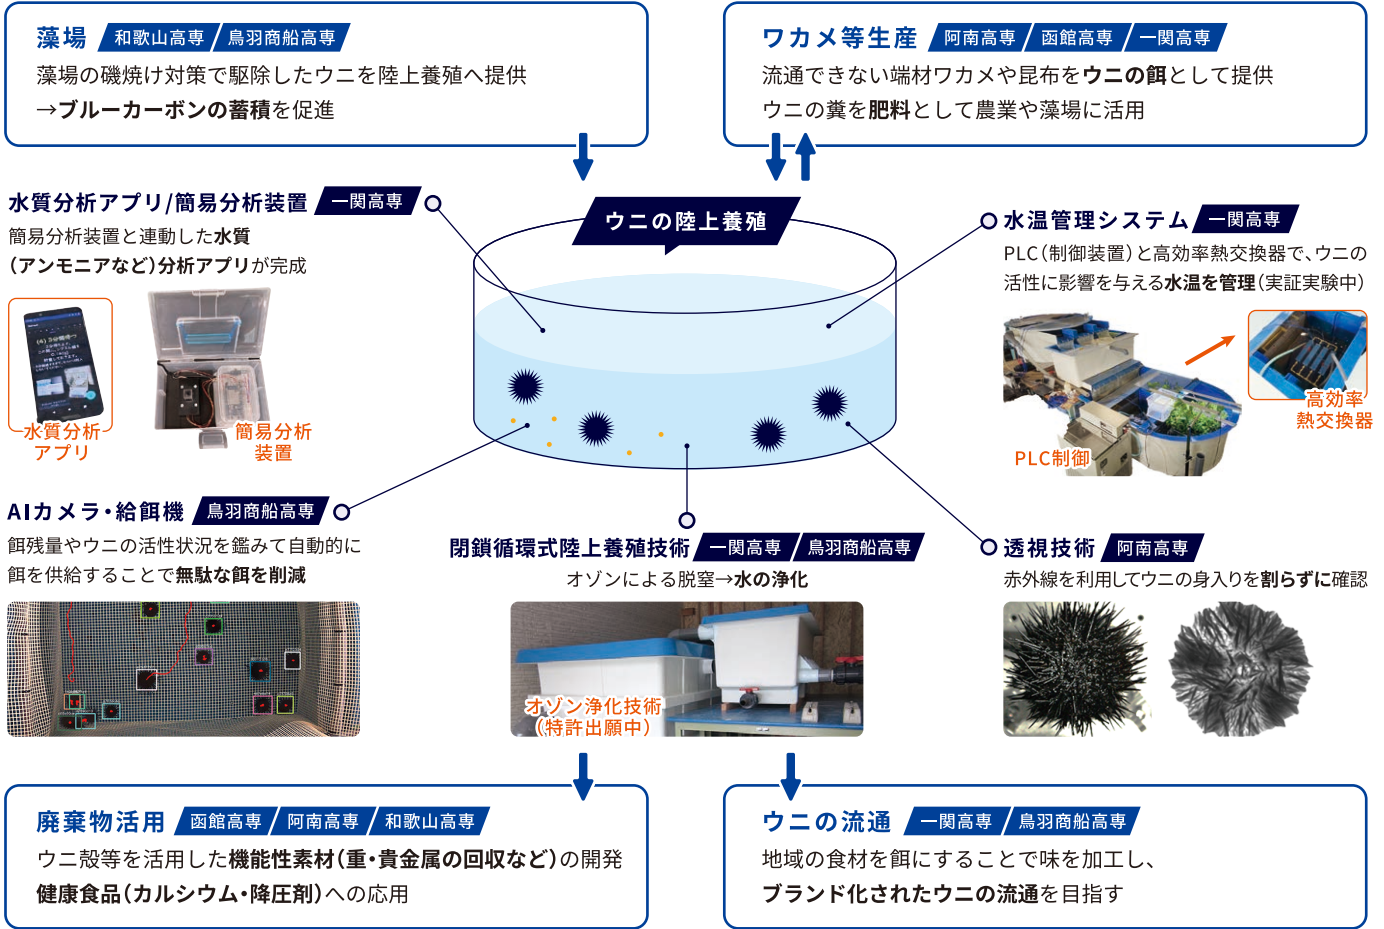 藻場 和歌山高専 鳥羽商船高専
藻場の磯焼け対策で駆除したウニを陸上養殖へ提供
→ブルーカーボンの蓄積を促進
ワカメ等生産 阿南高専 函館高専 一関高専
流通できない端材ワカメや昆布をウニの餌として提供
ウニの糞を肥料として農業や藻場に活用
水質分析アプリ/簡易分析装置 一関高専
簡易分析装置と連動した水質
（アンモニアなど）分析アプリが完成
水質分析
アプリ
簡易分析
装置
ウニの陸上養殖
水温管理システム 一関高専
PLC（制御装置）と高効率熱交換器で、ウニの
活性に影響を与える水温を管理（実証実験中）
高効率
熱交換器
PLC制御
AIカメラ・給餌機 鳥羽商船高専
餌残量やウニの活性状況を鑑みて自動的に
餌を供給することで無駄な餌を削減
閉鎖循環式陸上養殖技術 一関高専 鳥羽商船高専
オゾンによる脱窒→水の浄化
オゾン浄化技術
（特許出願中）
透視技術 阿南高専
赤外線を利用してウニの身入りを割らずに確認
廃棄物活用 函館高専 阿南高専 和歌山高専
ウニ殻等を活用した機能性素材（重・貴金属の回収など）の開発
健康食品（カルシウム・降圧剤）への応用
ウニの流通 一関高専 鳥羽商船高専
地域の食材を餌にすることで味を加工し、
ブランド化されたウニの流通を目指す